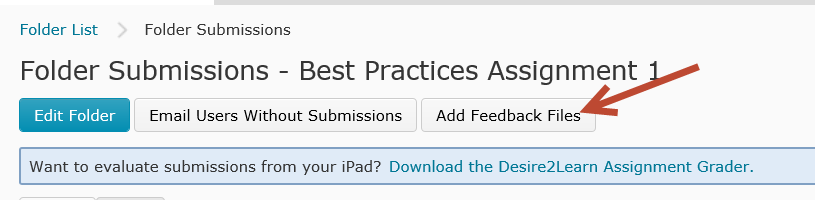 Folder List > Folder Submissions
Folder Submissions - Best Practices Assignment 1
Edit Folder Email Users Without Submissions Add Feedback Files
Want to evaluate submissions from your iPad? Download the Desire2Learn Assignment Grader.